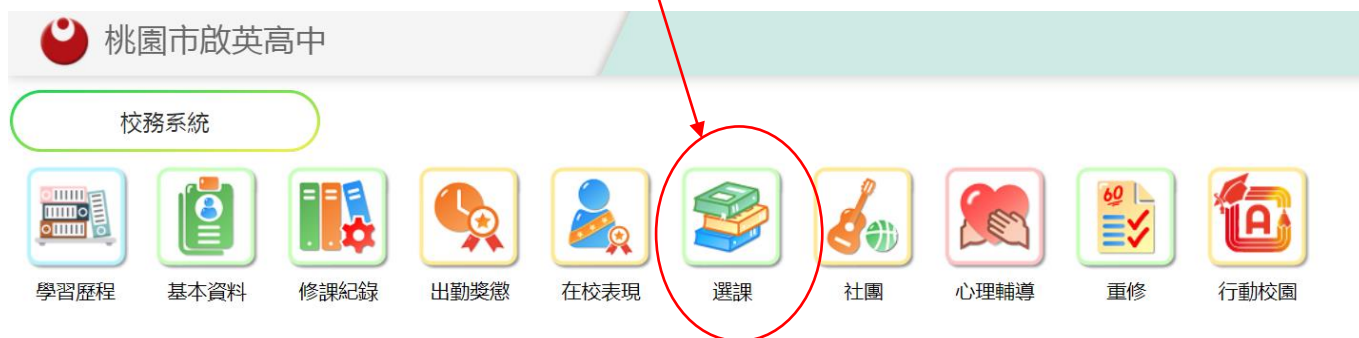 桃園市啟英高中
校務系統
60
A
學習歷程 基本資料 修課紀錄 出勤獎懲 在校表現 選課 社團 心理輔導 重修 行動校園